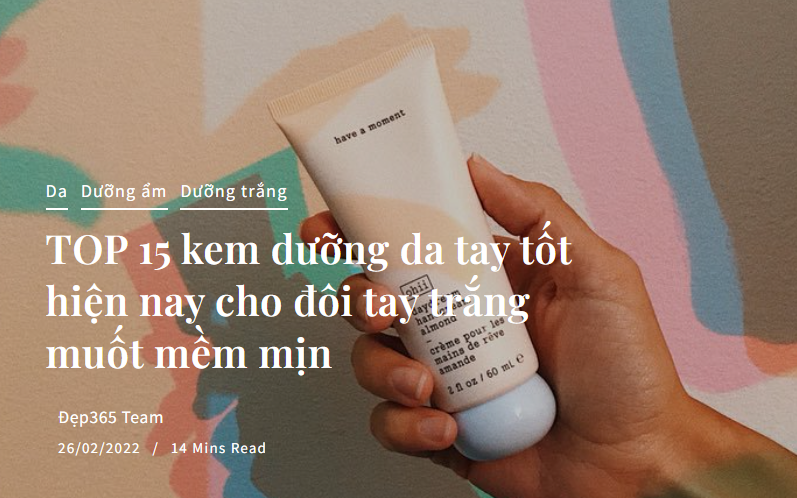 have a moment
Da Dưỡng ẩm Dưỡng trắng
TOP 15 kem dưỡng da tay tốt
hiện nay cho đôi tay trắng
muốt mềm mịn
ohii
almond
crème pour les
mains de rêve
amande
2 fl oz / 60 mL e
Đẹp365 Team
26/02/2022 / 14 Mins Read